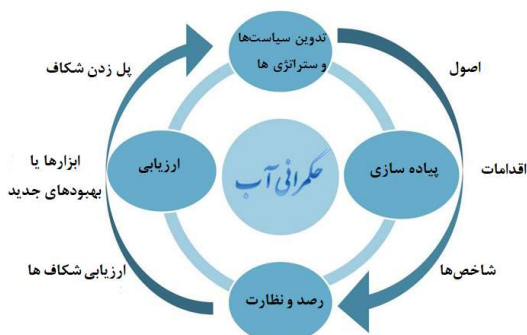 تدوین سیاست‌ها
و ستراتژی ها
پل زدن شکاف
اصول
ارزیابی
حکمرانی آب
پیاده سازی
ابزارها یا
بهبودهای جدید
اقدامات
ارزیابی شکاف ها
شاخص‌ها
رصد و نظارت